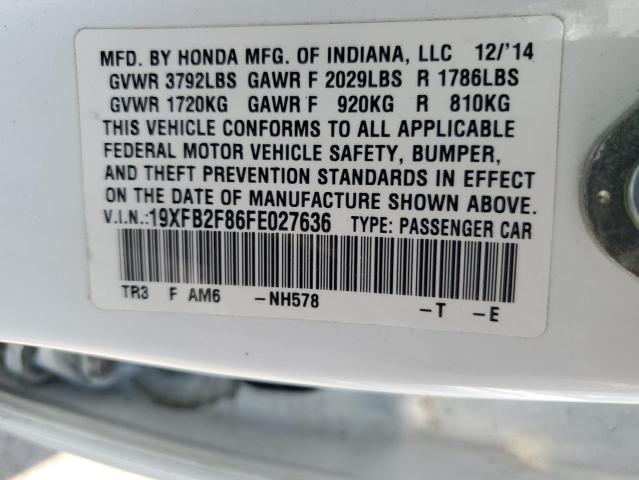 MFD. BY HONDA MFG. OF INDIANA, LLC 12/'14
GVWR 3792LBS GAWR F 2029LBS R 1786LBS
GVWR 1720KG GAWR F 920KG R 810KG
THIS VEHICLE CONFORMS TO ALL APPLICABLE
FEDERAL MOTOR VEHICLE SAFETY, BUMPER,
AND THEFT PREVENTION STANDARDS IN EFFECT
ON THE DATE OF MANUFACTURE SHOWN ABOVE.
V.I.N.:19XFB2F86FE027636 TYPE: PASSENGER CAR
TR3 F AM6 -NH578 -T -E